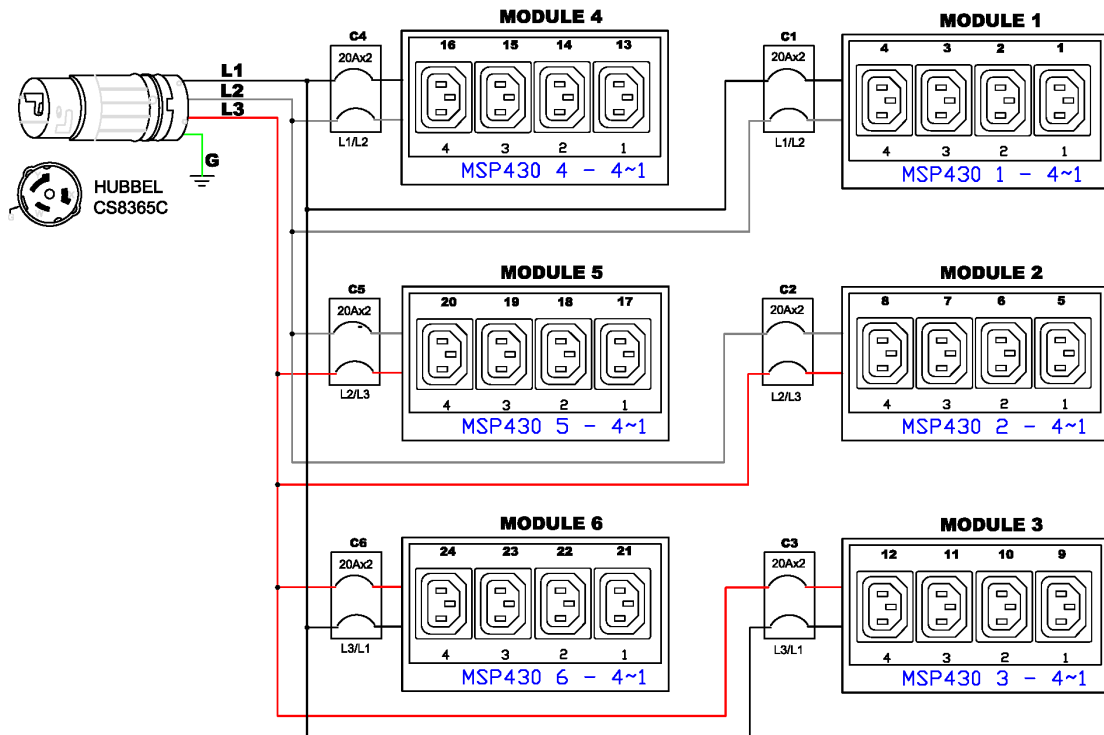 MODULE 4
MODULE 1
C4
20Ax2
L1/L2
16 15 14 13
4 3 2 1
MSP430 4 - 4~1
C1
20Ax2
L1/L2
4 3 2 1
4 3 2 1
MSP430 1 - 4~1
L1
L2
L3
G
HUBBEL
CS8365C
MODULE 5
MODULE 2
C5
20Ax2
L2/L3
20 19 18 17
4 3 2 1
MSP430 5 - 4~1
C2
20Ax2
L2/L3
8 7 6 5
4 3 2 1
MSP430 2 - 4~1
MODULE 6
MODULE 3
C6
20Ax2
L3/L1
24 23 22 21
4 3 2 1
MSP430 6 - 4~1
C3
20Ax2
L3/L1
12 11 10 9
4 3 2 1
MSP430 3 - 4~1